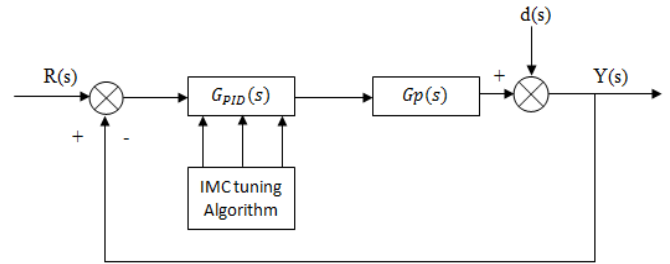 d(s)
R(s)
G_PID(s)
+
Gp(s)
Y(s)
+
-
IMC tuning
Algorithm